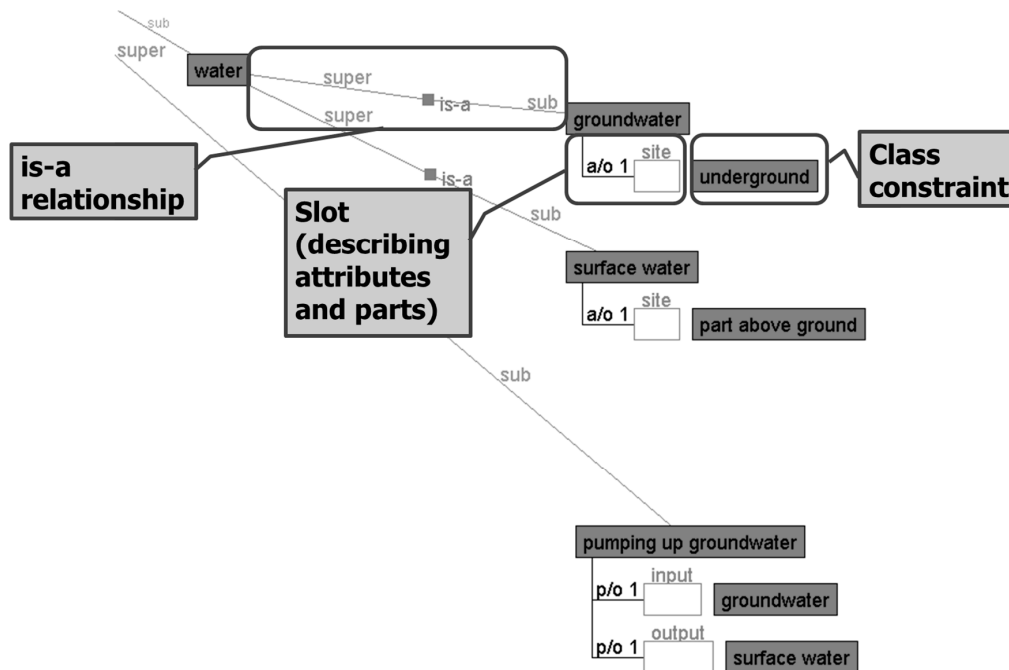 sub
super
water
super
is-a
sub
groundwater
super
is-a
relationship
a/o 1
site
underground
Class
constraint
is-a
Slot
(describing
attributes
and parts)
sub
surface water
a/o 1
site
part above ground
sub
pumping up groundwater
p/o 1
input
groundwater
p/o 1
output
surface water